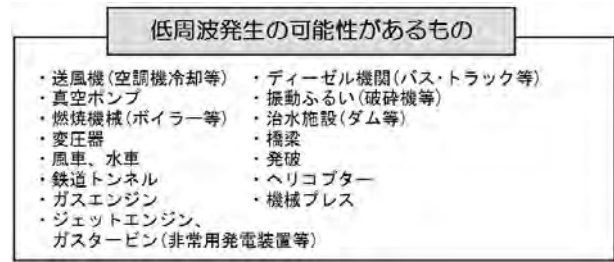 低周波発生の可能性があるもの
・送風機(空調機冷却等)
・真空ポンプ
・燃焼機械(ボイラー等)
・変圧器
・風車、水車
・鉄道トンネル
・ガスエンジン
・ジェットエンジン、
ガスタービン(非常用発電装置等)
・ディーゼル機関(バス・トラック等)
・振動ふるい(破砕機等)
・治水施設(ダム等)
・橋梁
・発破
・ヘリコプター
・機械プレス